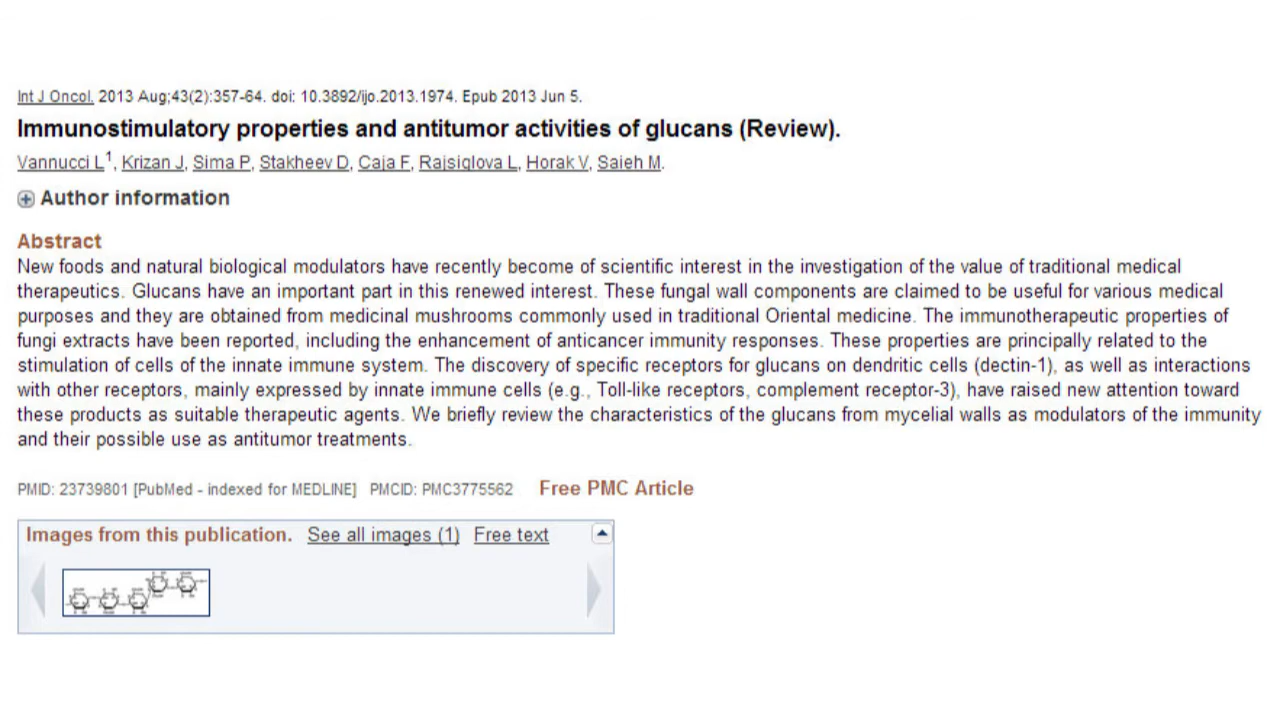 Int J Oncol. 2013 Aug;43(2):357-64. doi: 10.3892/ijo.2013.1974. Epub 2013 Jun 5.
Immunostimulatory properties and antitumor activities of glucans (Review).
Vannucci L1, Krizan J, Sima P, Stakheev D, Caja F, Rajsiglova L, Horak V, Saieh M.
Author information
Abstract
New foods and natural biological modulators have recently become of scientific interest in the investigation of the value of traditional medical
therapeutics. Glucans have an important part in this renewed interest. These fungal wall components are claimed to be useful for various medical
purposes and they are obtained from medicinal mushrooms commonly used in traditional Oriental medicine. The immunotherapeutic properties of
fungi extracts have been reported, including the enhancement of anticancer immunity responses. These properties are principally related to the
stimulation of cells of the innate immune system. The discovery of specific receptors for glucans on dendritic cells (dectin-1), as well as interactions
with other receptors, mainly expressed by innate immune cells (e.g., Toll-like receptors, complement receptor-3), have raised new attention toward
these products as suitable therapeutic agents. We briefly review the characteristics of the glucans from mycelial walls as modulators of the immunity
and their possible use as antitumor treatments.
PMID: 23739801 [PubMed - indexed for MEDLINE] PMCID: PMC3775562 Free PMC Article
Images from this publication. See all images (1) Free text